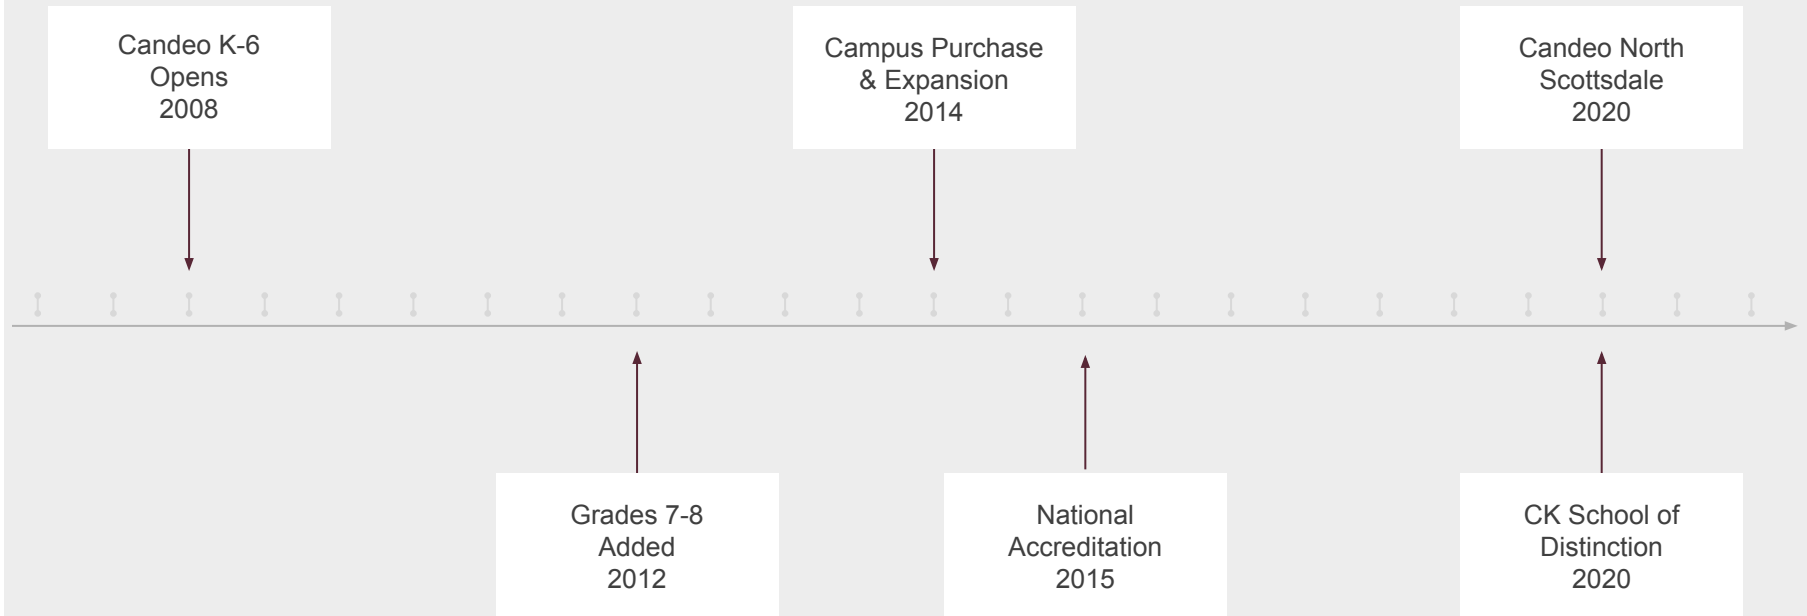 Candeo K-6
Opens
2008
Campus Purchase
& Expansion
2014
Candeo North
Scottsdale
2020
Grades 7-8
Added
2012
National
Accreditation
2015
CK School of
Distinction
2020